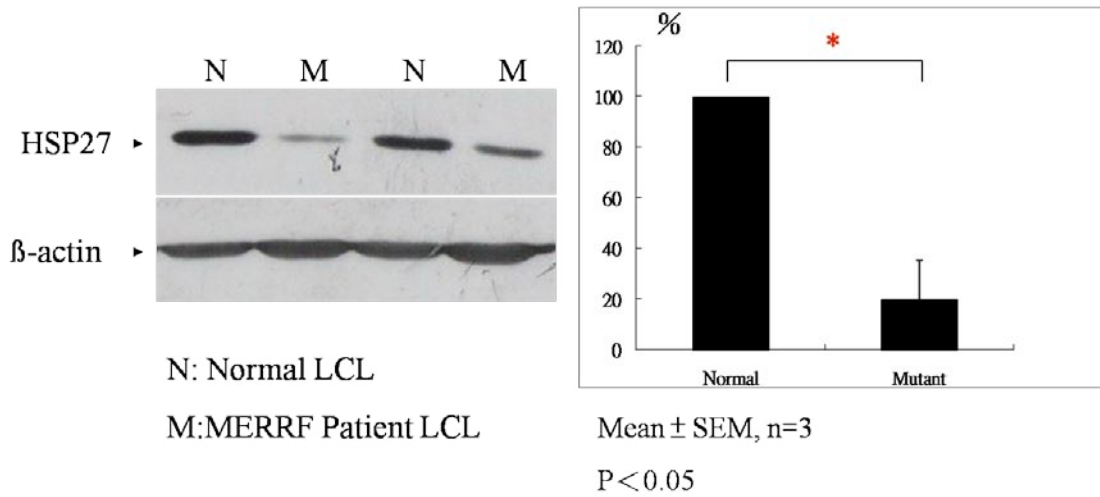 N M N M
HSP27
ß-actin
N: Normal LCL
M:MERRF Patient LCL
%
*
120
100
80
60
40
20
0
Normal Mutant
Mean ± SEM, n=3
P＜0.05